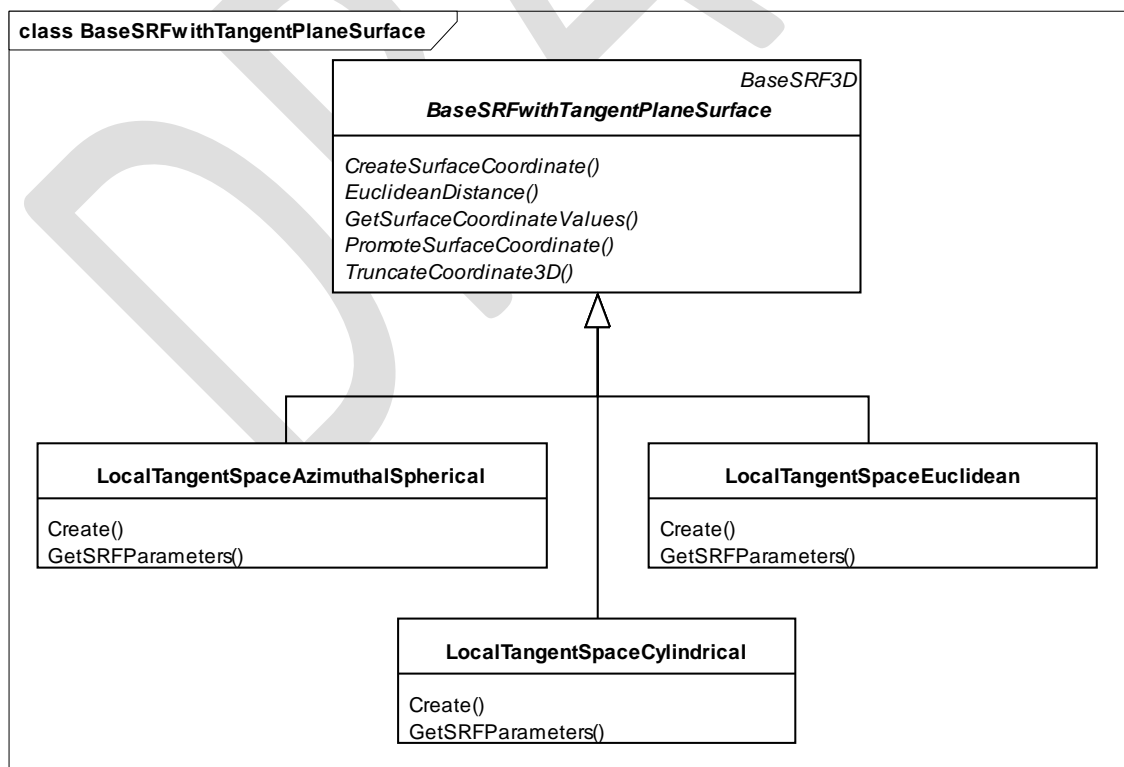 class BaseSRFwithTangentPlaneSurface
BaseSRF3D
BaseSRFwithTangentPlaneSurface
CreateSurfaceCoordinate()
EuclideanDistance()
GetSurfaceCoordinateValues()
PromoteSurfaceCoordinate()
TruncateCoordinate3D()
LocalTangentSpaceAzimuthalSpherical
Create()
GetSRFParameters()
LocalTangentSpaceEuclidean
Create()
GetSRFParameters()
LocalTangentSpaceCylindrical
Create()
GetSRFParameters()